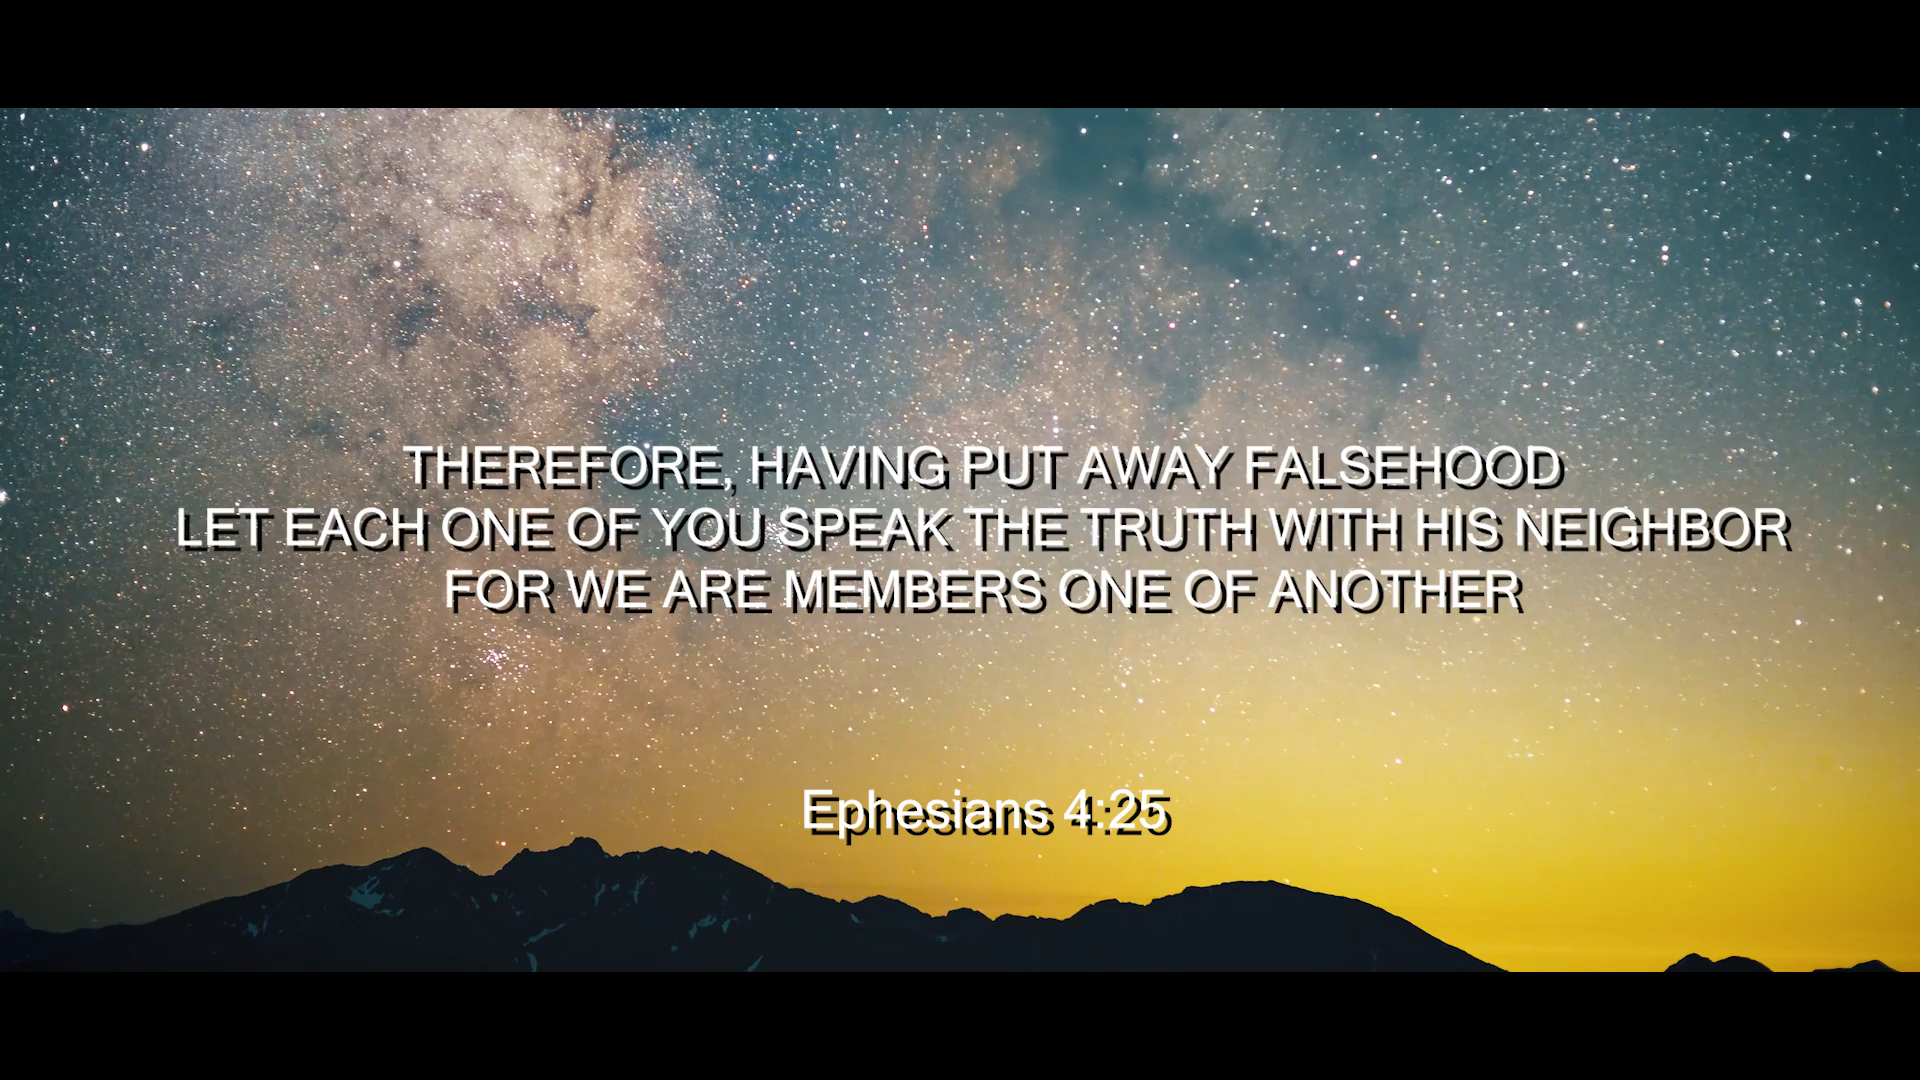 THEREFORE, HAVING PUT AWAY FALSEHOOD
LET EACH ONE OF YOU SPEAK THE TRUTH WITH HIS NEIGHBOR
FOR WE ARE MEMBERS ONE OF ANOTHER
Ephesians 4:25